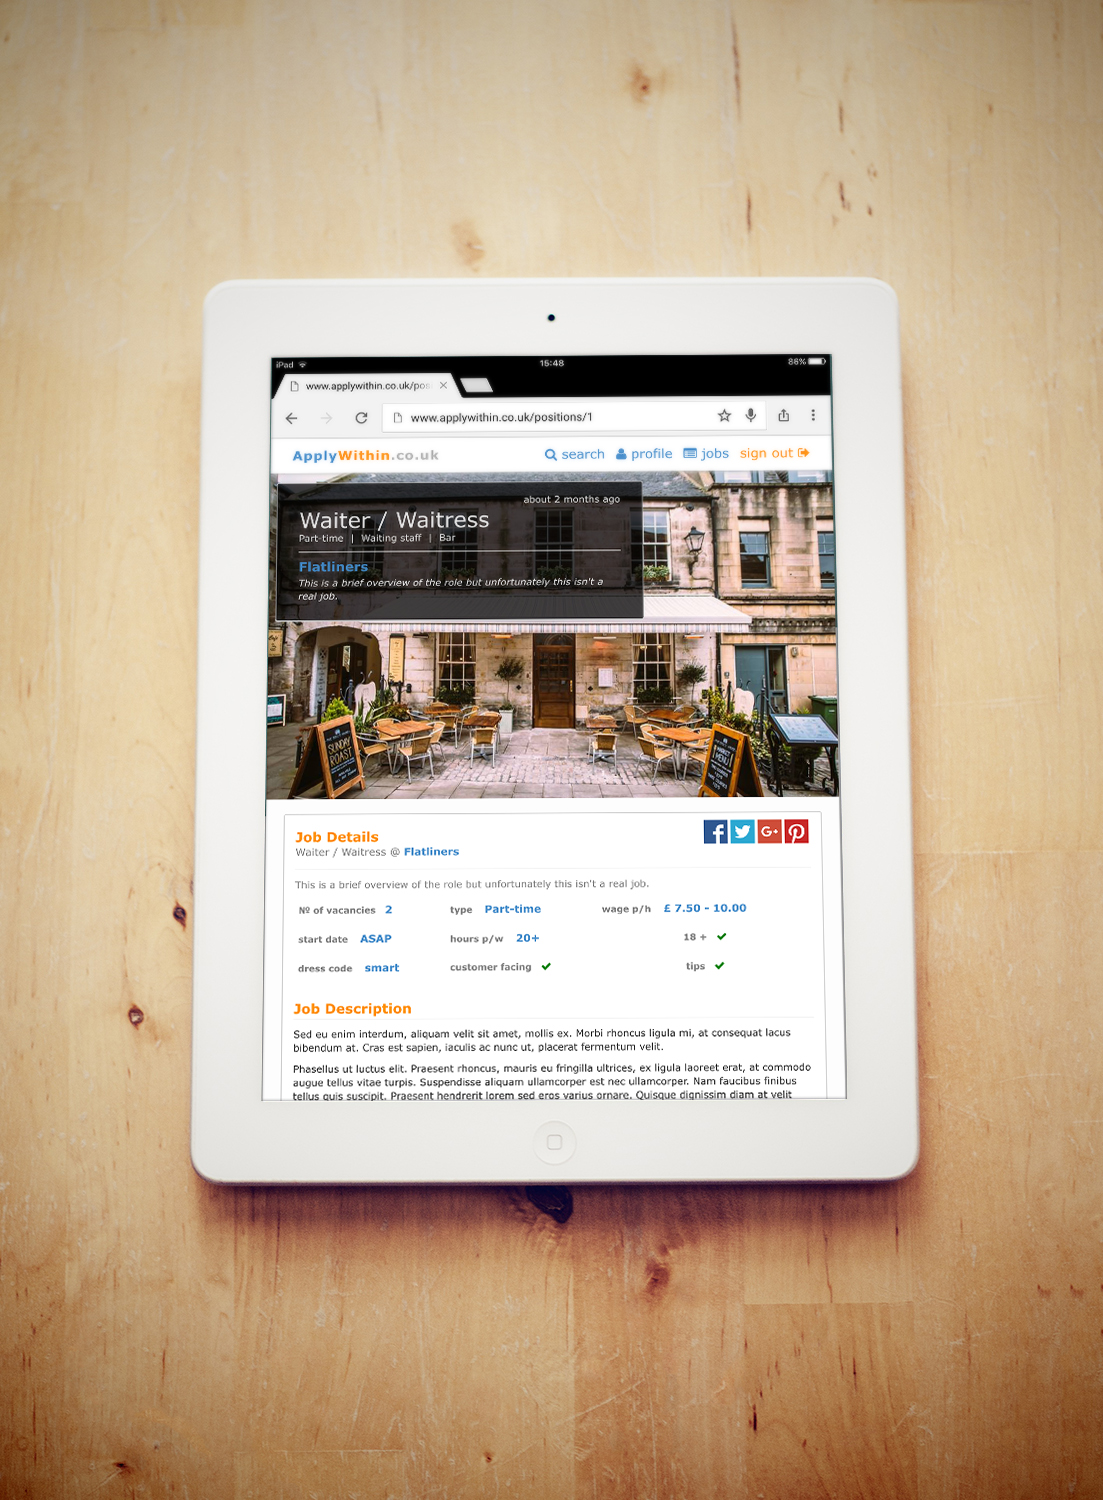 iPad
15:48
86%
www.applywithin.co.uk/pos
www.applywithin.co.uk/positions/1
ApplyWithin.co.uk
search profile jobs sign out
about 2 months ago
Waiter / Waitress
Part-time | Waiting staff | Bar
Flatliners
This is a brief overview of the role but unfortunately this isn't a
real job.
SUNDAY
ROAST
MARKET
MENU
Job Details
Waiter / Waitress @ Flatliners
This is a brief overview of the role but unfortunately this isn't a real job.
Nº of vacancies 2 type Part-time wage p/h £ 7.50 - 10.00
start date ASAP hours p/w 20+ 18 +
dress code smart customer facing tips
Job Description
Sed eu enim interdum, aliquam velit sit amet, mollis ex. Morbi rhoncus ligula mi, at consequat lacus
bibendum at. Cras est sapien, iaculis ac nunc ut, placerat fermentum velit.
Phasellus ut luctus elit. Praesent rhoncus, mauris eu fringilla ultrices, ex ligula laoreet erat, at commodo
augue tellus vitae turpis. Suspendisse aliquam ullamcorper est nec ullamcorper. Nam faucibus finibus
tellus quis suscipit. Praesent hendrerit lorem sed eros varius ornare. Quisque dignissim diam at velit